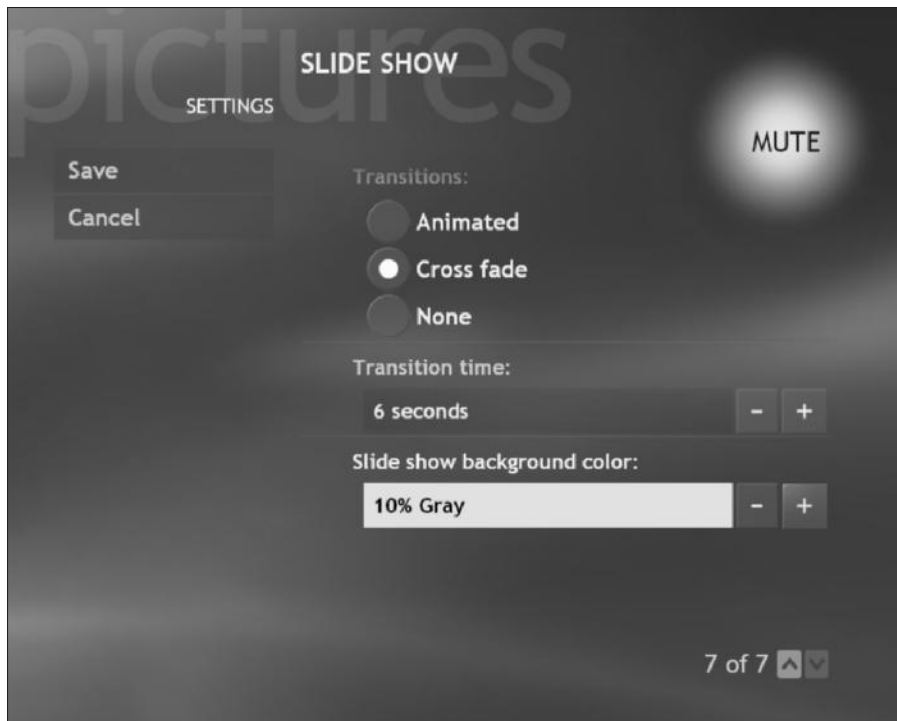 pictures
SLIDE SHOW
SETTINGS
MUTE
Save
Cancel
Transitions:
Animated
Cross fade
None
Transition time:
6 seconds - +
Slide show background color:
10% Gray - +
7 of 7